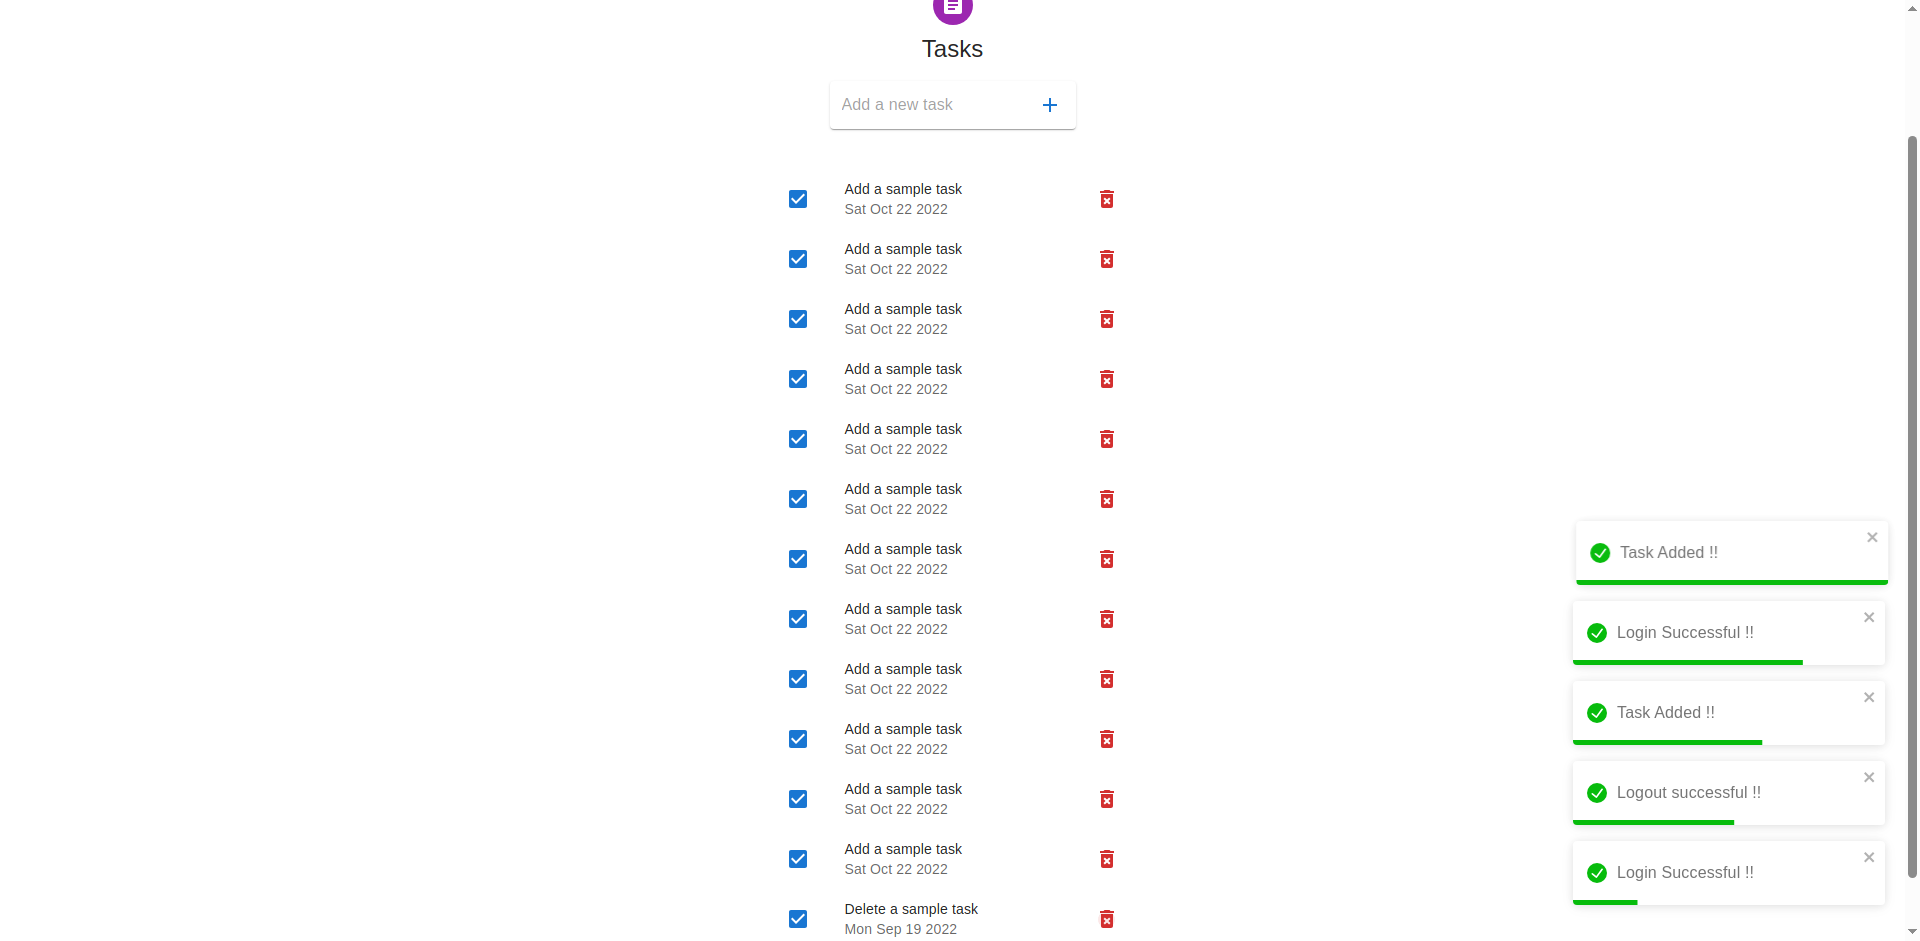 Tasks
Add a new task
Add a sample task
Sat Oct 22 2022
Add a sample task
Sat Oct 22 2022
Add a sample task
Sat Oct 22 2022
Add a sample task
Sat Oct 22 2022
Add a sample task
Sat Oct 22 2022
Add a sample task
Sat Oct 22 2022
Add a sample task
Sat Oct 22 2022
Add a sample task
Sat Oct 22 2022
Add a sample task
Sat Oct 22 2022
Add a sample task
Sat Oct 22 2022
Add a sample task
Sat Oct 22 2022
Add a sample task
Sat Oct 22 2022
Delete a sample task
Mon Sep 19 2022
Task Added !!
Login Successful !!
Task Added !!
Logout successful !!
Login Successful !!